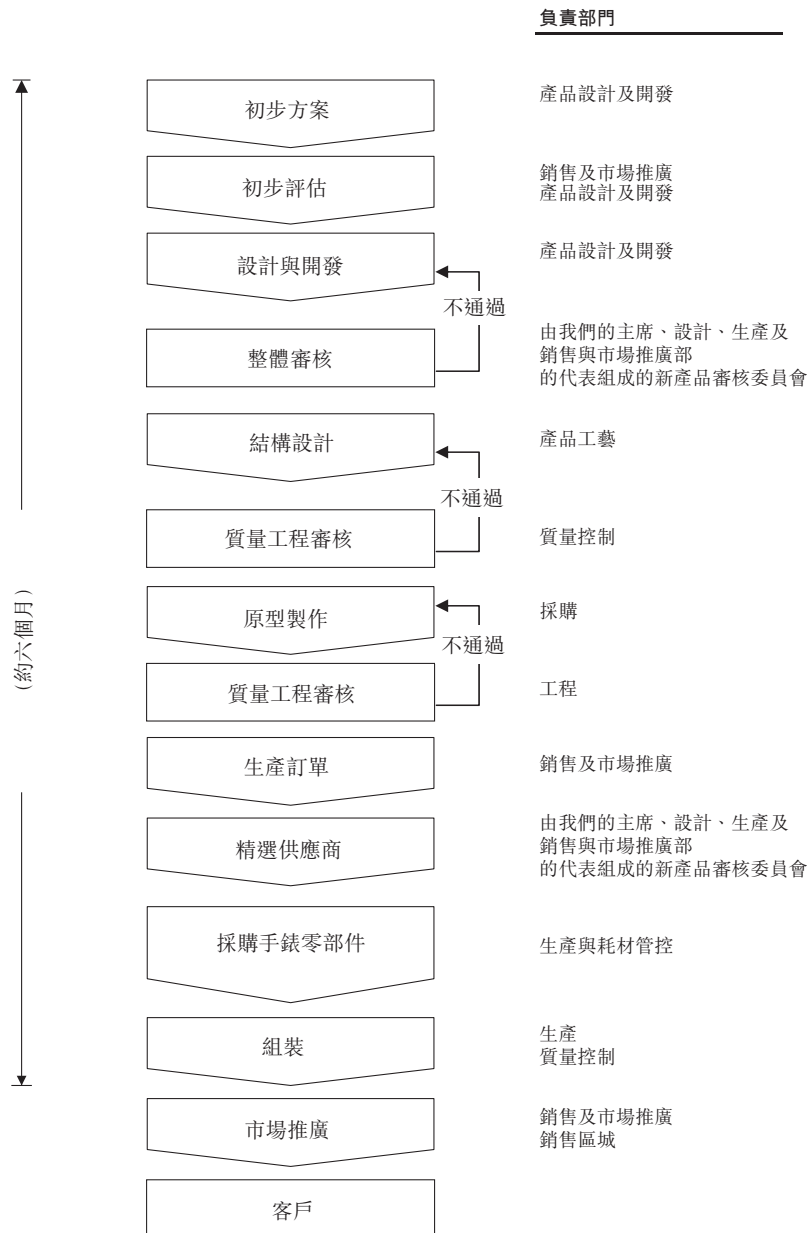 負責部門
初步方案
產品設計及開發
初步評估
銷售及市場推廣
產品設計及開發
設計與開發
產品設計及開發
不通過
整體審核
由我們的主席、設計、生產及
銷售與市場推廣部
的代表組成的新產品審核委員會
結構設計
產品工藝
不通過
質量工程審核
質量控制
(約六個月)
原型製作
採購
不通過
質量工程審核
工程
生產訂單
銷售及市場推廣
精選供應商
由我們的主席、設計、生產及
銷售與市場推廣部
的代表組成的新產品審核委員會
採購手錶零部件
生產與耗材管控
組裝
生產
質量控制
市場推廣
銷售及市場推廣
銷售區城
客戶